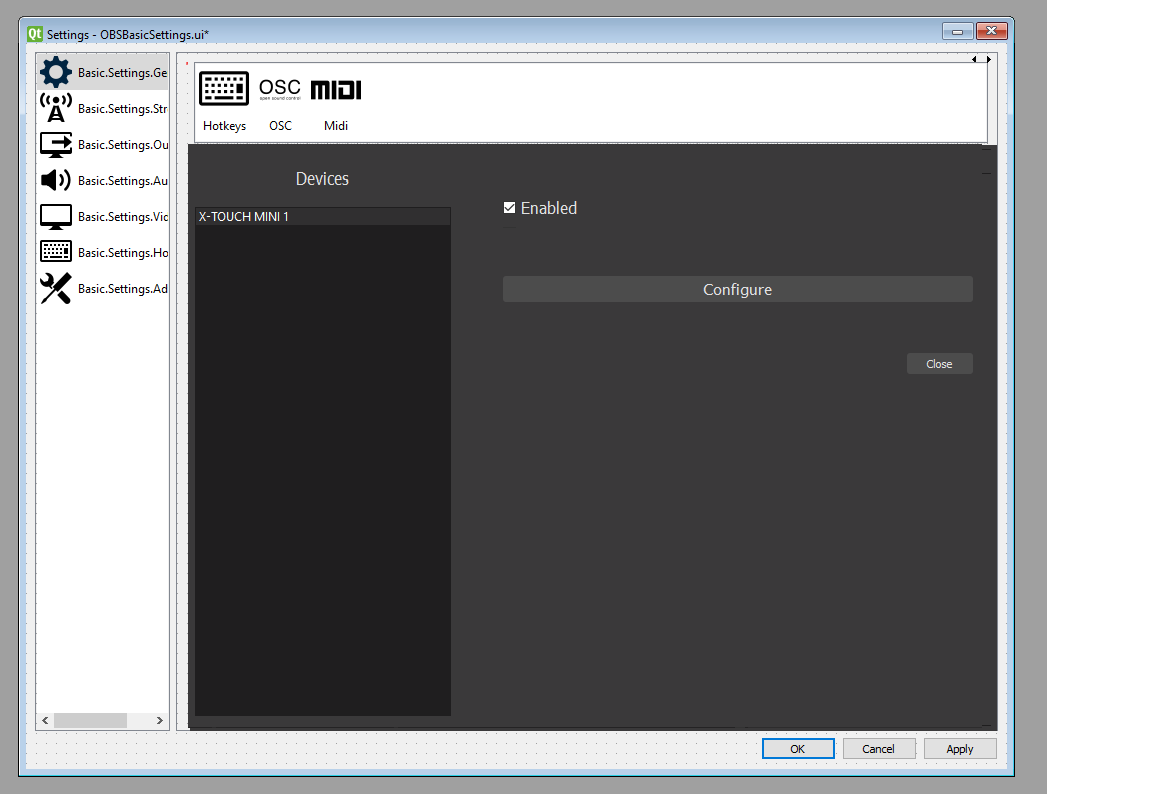 Qt Settings - OBSBasicSettings.ui*
Basic.Settings.Ge
Basic.Settings.Str
Basic.Settings.Ou
Basic.Settings.Au
Basic.Settings.Vic
Basic.Settings.Ho
Basic.Settings.Ad
OSC
open sound control
MIDI
Hotkeys OSC Midi
Devices
X-TOUCH MINI 1
Enabled
Configure
Close
OK Cancel Apply